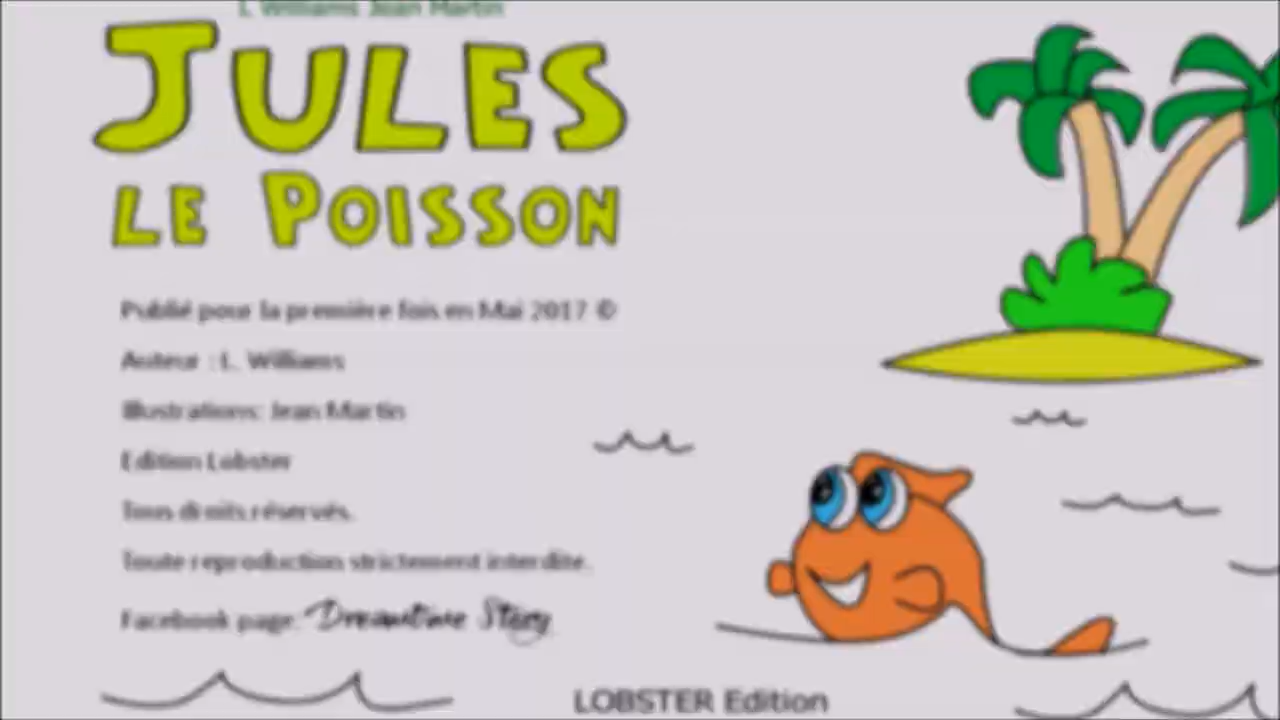 L Williams Jean Martin
JULES
LE POISSON
Publié pour la première fois en Mai 2017 ©
Auteur : L. Williams
Illustrations: Jean Martin
Edition Lobster
Tous droits réservés.
Toute reproduction strictement interdite.
Facebook page: Dreamtime Story
LOBSTER Edition